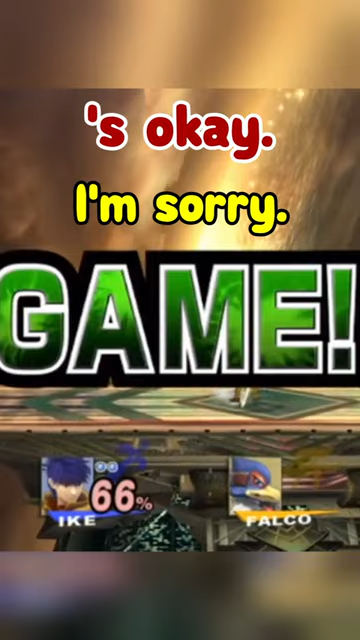 's okay.
I'm sorry.
GAME!
66%
IKE
FALCO